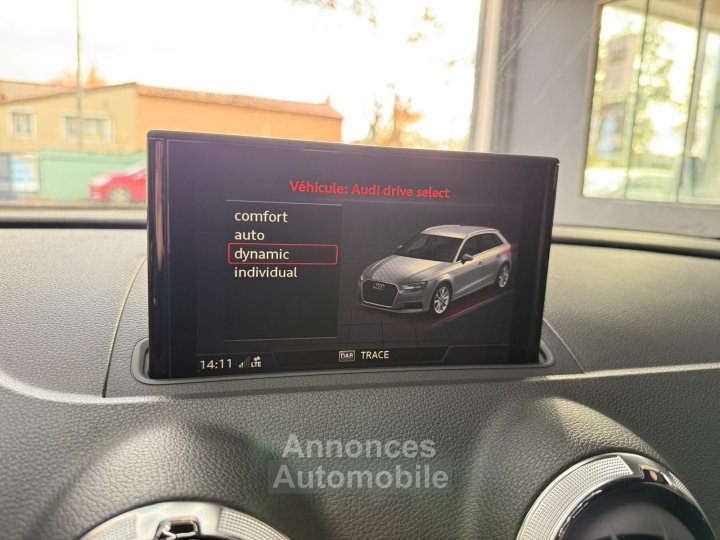 Véhicule: Audi drive select
comfort
auto
dynamic
individual
14:11 LTE DAB TRACE
Annonces
Automobile